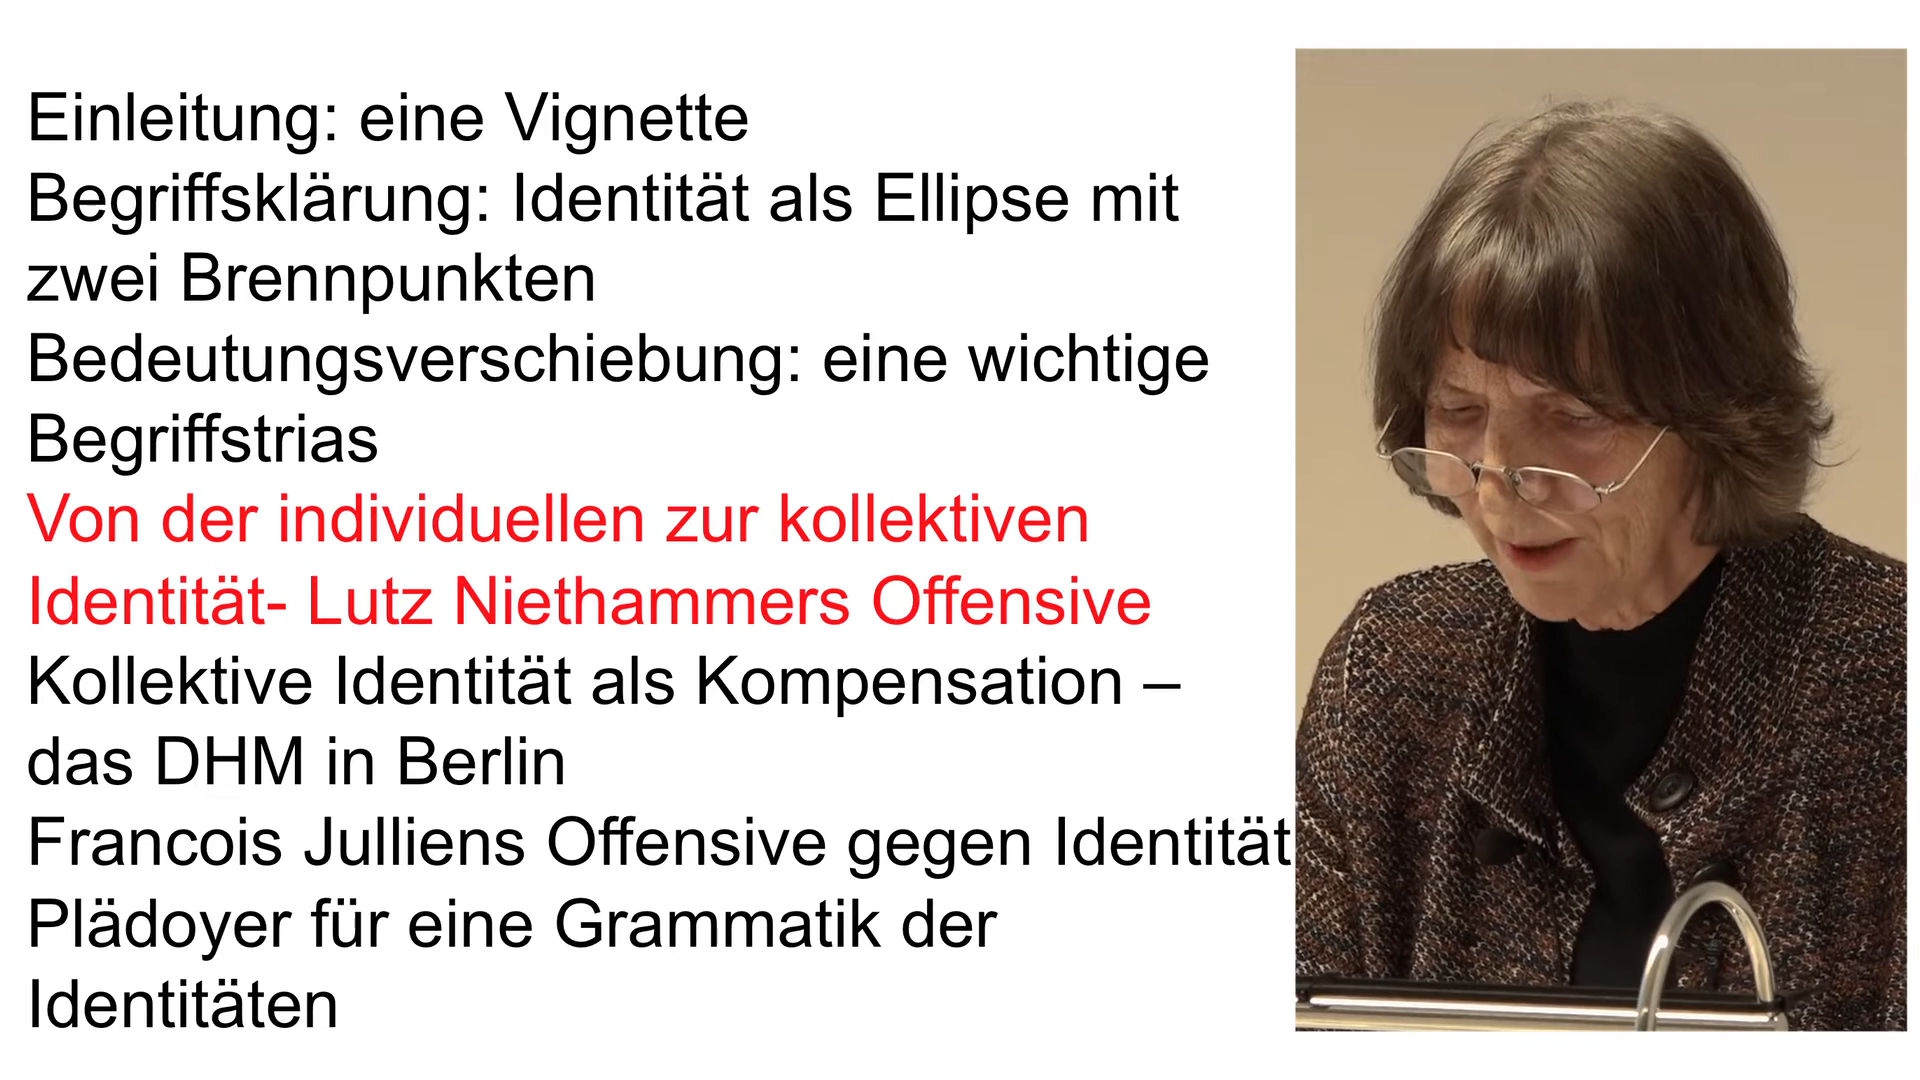 Einleitung: eine Vignette
Begriffsklärung: Identität als Ellipse mit
zwei Brennpunkten
Bedeutungsverschiebung: eine wichtige
Begriffstrias
Von der individuellen zur kollektiven
Identität- Lutz Niethammers Offensive
Kollektive Identität als Kompensation –
das DHM in Berlin
Francois Julliens Offensive gegen Identität
Plädoyer für eine Grammatik der
Identitäten